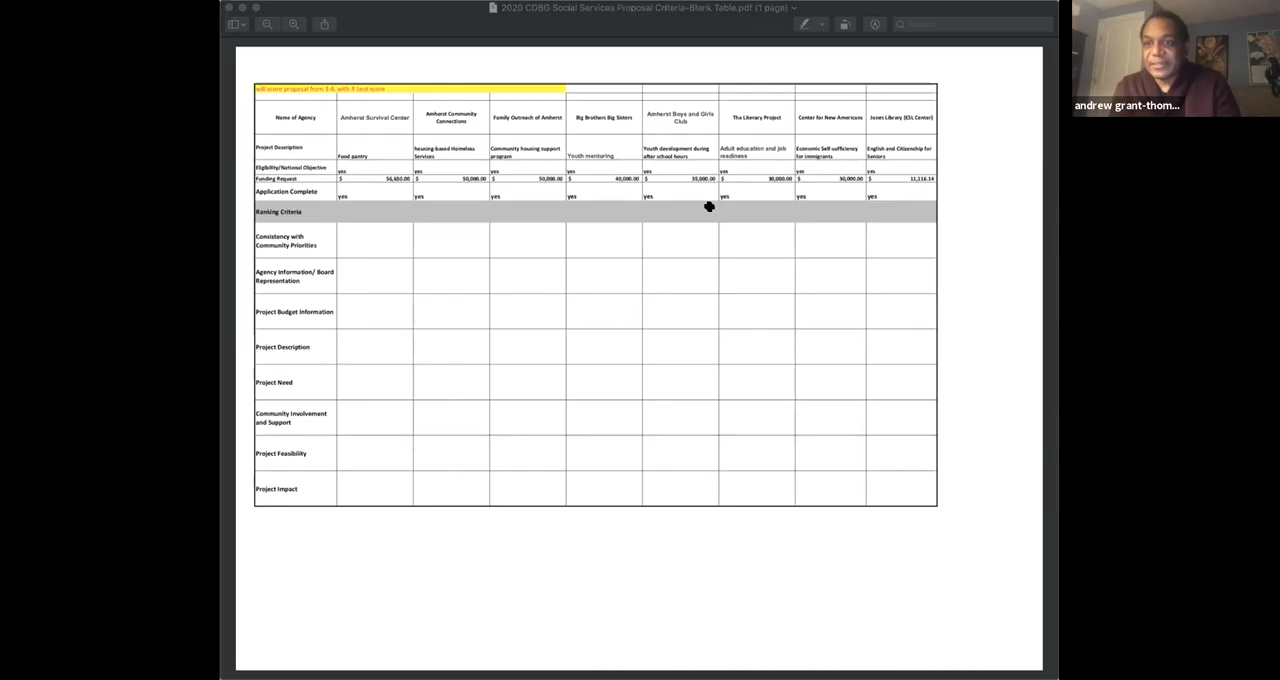 2020 CDBG Social Services Proposal Criteria-Blank Table.pdf (1 page)
Search
andrew grant-thom...
will score proposal from 1-4, with 4 best score
Name of Agency
Amherst Survival Center
Amherst Community
Connections
Family Outreach of Amherst
Big Brothers Big Sisters
Amherst Boys and Girls
Club
The Literacy Project
Center for New Americans
Jones Library (ESL Center)
Project Description
Food pantry
housing-based Homeless
Services
Community housing support
program
Youth mentoring
Youth development during
after school hours
Adult education and job
readiness
Economic Self-sufficiency
for immigrants
English and Citizenship for
Seniors
Eligibility/National Objective
yes yes yes yes yes yes yes yes
Funding Request
$ 56,650.00 $ 50,000.00 $ 50,000.00 $ 40,000.00 $ 35,000.00 $ 30,000.00 $ 30,000.00 $ 11,116.14
Application Complete
yes yes yes yes yes yes yes yes
Ranking Criteria
Consistency with
Community Priorities
Agency Information/ Board
Representation
Project Budget Information
Project Description
Project Need
Community Involvement
and Support
Project Feasibility
Project Impact